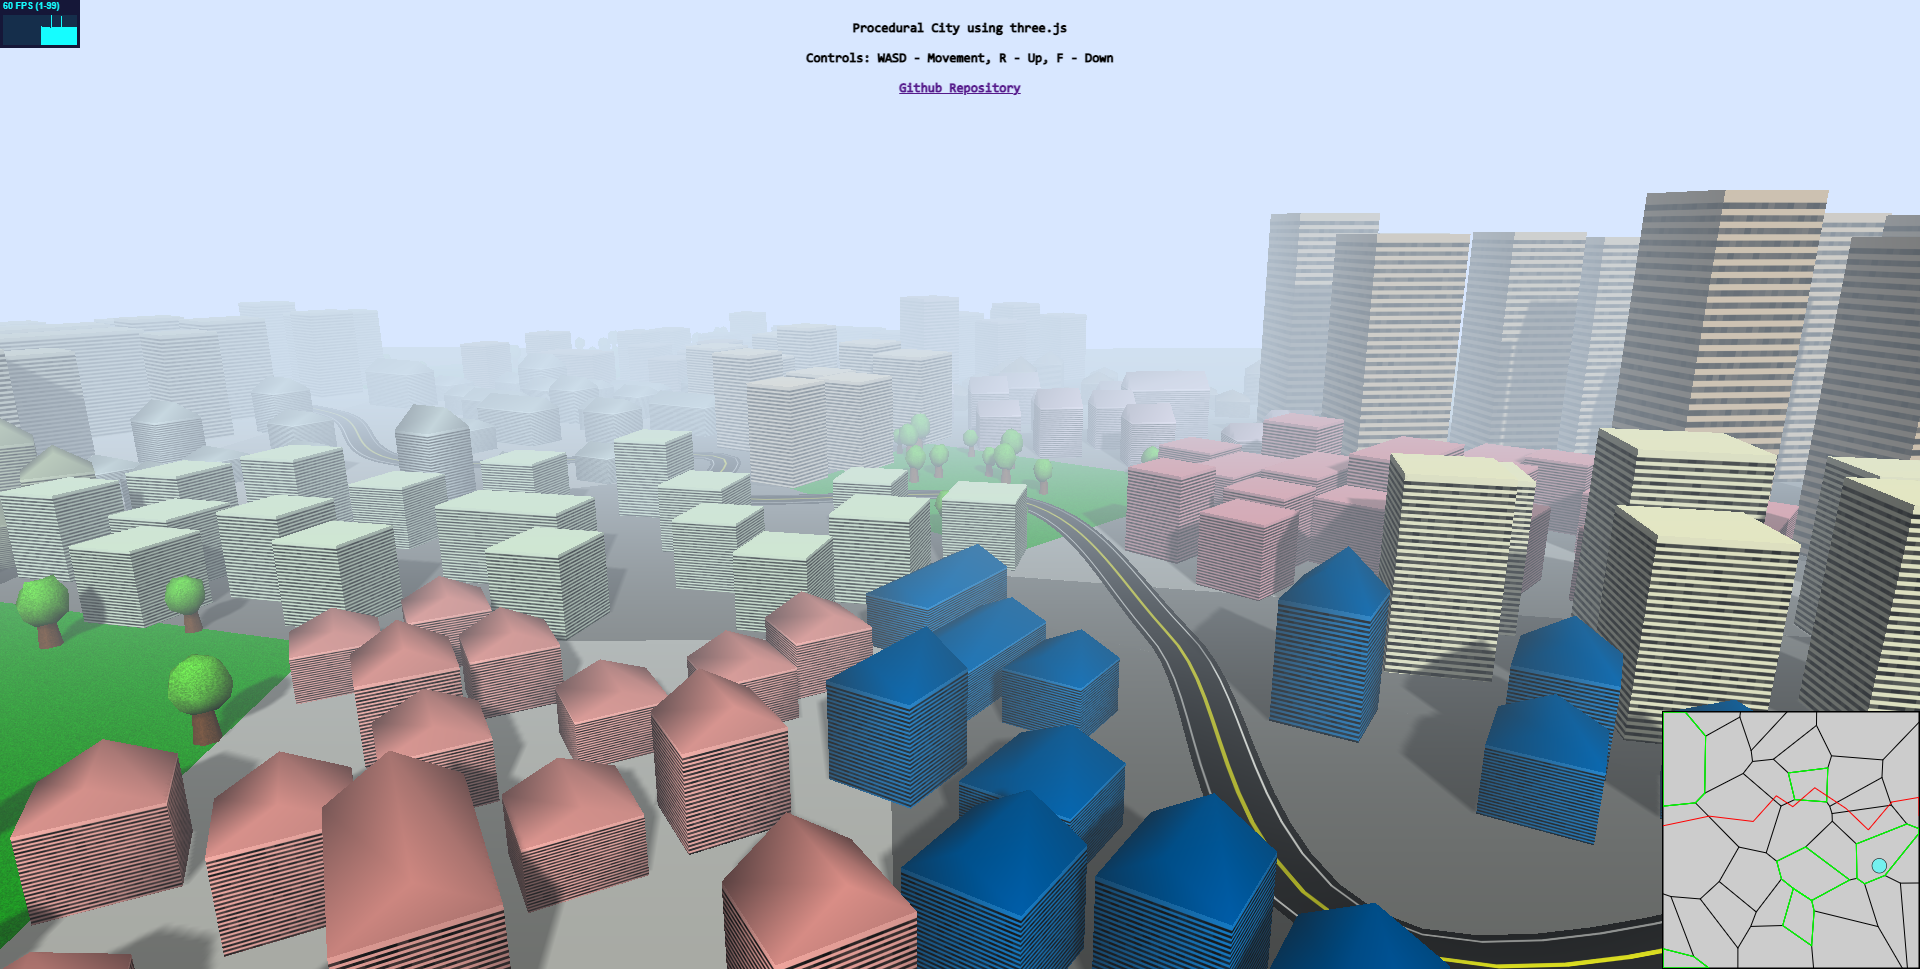 60 FPS (1-99)
Procedural City using three.js
Controls: WASD - Movement, R - Up, F - Down
Github Repository